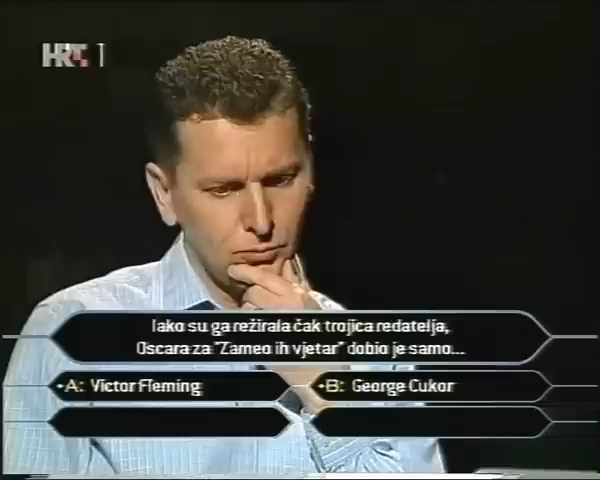 HRT 1
Iako su ga režirala čak trojica redatelja,
Oscara za "Zameo ih vjetar" dobio je samo...
A: Victor Fleming
B: George Cukor